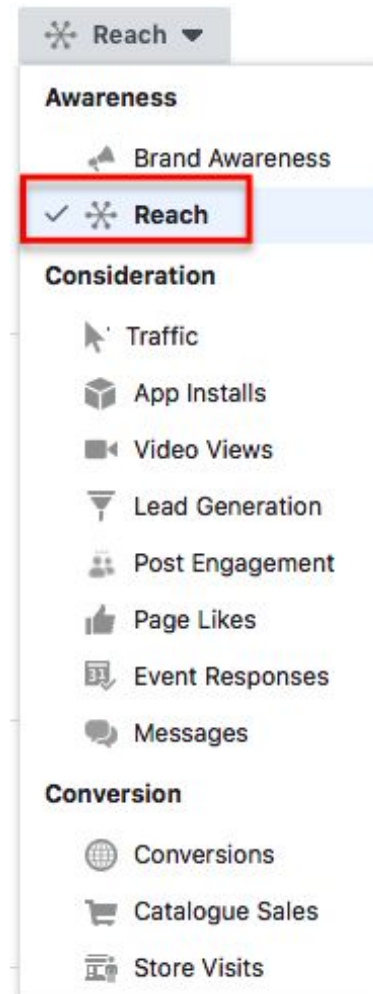 Reach
Awareness
Brand Awareness
Reach
Consideration
Traffic
App Installs
Video Views
Lead Generation
Post Engagement
Page Likes
31
Event Responses
Messages
Conversion
Conversions
Catalogue Sales
Store Visits